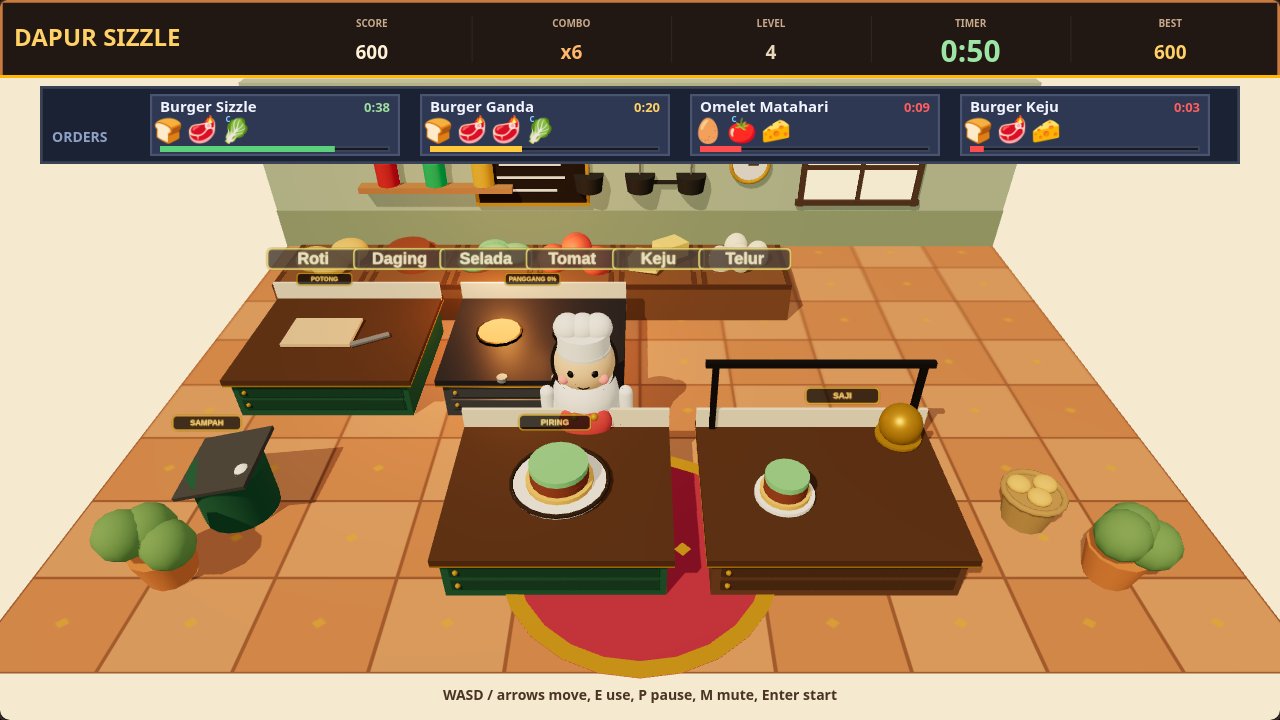 DAPUR SIZZLE
SCORE
600
COMBO
x6
LEVEL
4
TIMER
0:50
BEST
600
ORDERS
Burger Sizzle 0:38
c
Burger Ganda 0:20
c
Omelet Matahari 0:09
c
Burger Keju 0:03
Roti Daging Selada Tomat Keju Telur
POTONG
PANGGANG 0%
SAJI
SAMPAH
PIRING
WASD / arrows move, E use, P pause, M mute, Enter start